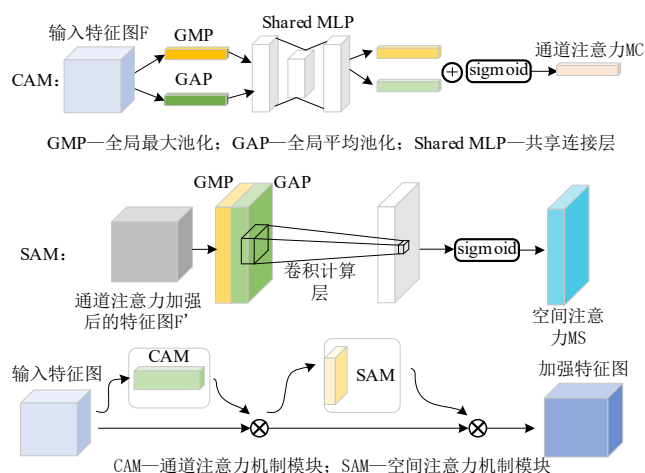 输入特征图F
GMP
Shared MLP
通道注意力MC
CAM:
GAP
sigmoid
GMP—全局最大池化；GAP—全局平均池化；Shared MLP—共享连接层
GMP
GAP
SAM:
sigmoid
卷积计算
层
通道注意力加强
后的特征图F'
空间注意
力MS
输入特征图
CAM
SAM
加强特征图
CAM—通道注意力机制模块；SAM—空间注意力机制模块